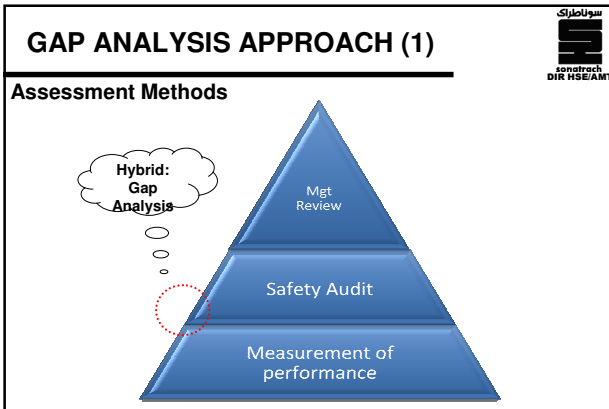 سوناطراك
GAP ANALYSIS APPROACH (1)
sonatrach
DIR HSE/AMT
Assessment Methods
Hybrid:
Gap
Analysis
Mgt
Review
Safety Audit
Measurement of
performance